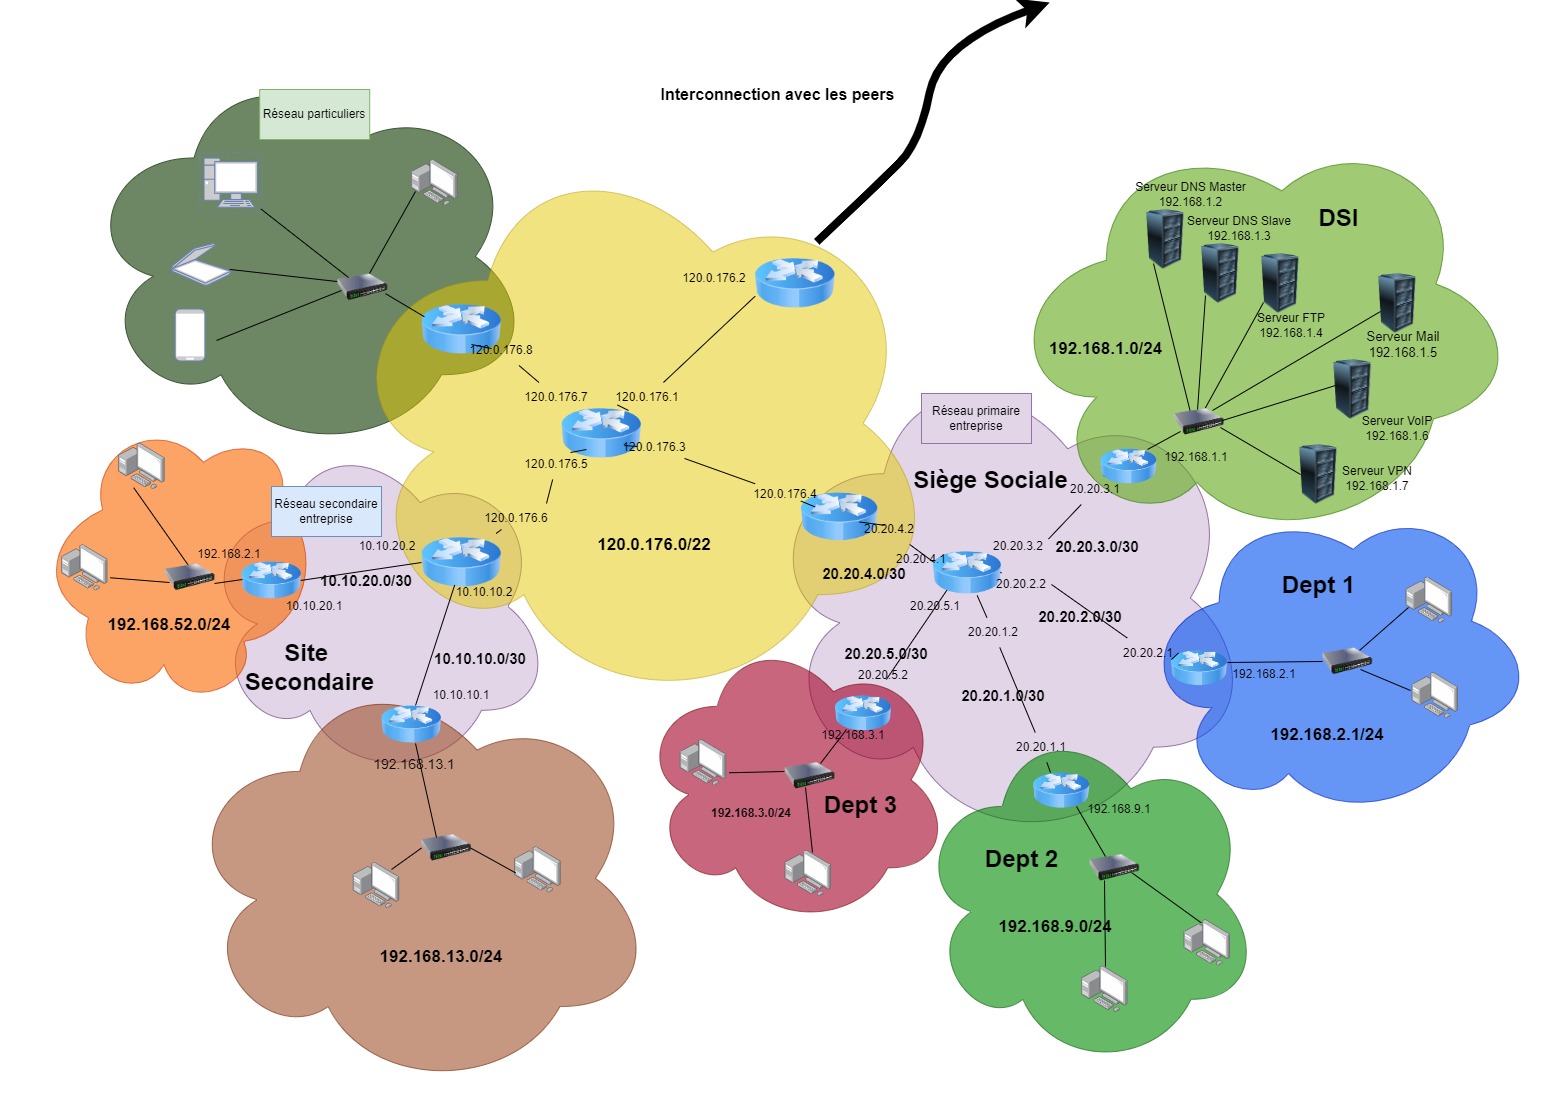 Interconnection avec les peers
Réseau particuliers
120.0.176.8
120.0.176.2
120.0.176.7
120.0.176.1
120.0.176.3
120.0.176.5
120.0.176.4
120.0.176.6
120.0.176.0/22
Serveur DNS Master
192.168.1.2
Serveur DNS Slave
192.168.1.3
DSI
Serveur FTP
192.168.1.4
Serveur Mail
192.168.1.5
192.168.1.0/24
Serveur VoIP
192.168.1.6
Serveur VPN
192.168.1.7
192.168.1.1
Réseau primaire
entreprise
Siège Sociale
20.20.3.1
20.20.3.2
20.20.3.0/30
20.20.4.2
20.20.4.1
20.20.4.0/30
20.20.2.2
20.20.2.0/30
20.20.2.1
20.20.5.1
20.20.1.2
20.20.5.0/30
20.20.5.2
20.20.1.0/30
20.20.1.1
Dept 1
192.168.2.1
192.168.2.1/24
Réseau secondaire
entreprise
192.168.2.1
10.10.20.2
10.10.20.0/30
10.10.20.1
10.10.10.2
192.168.52.0/24
Site
Secondaire
10.10.10.0/30
10.10.10.1
192.168.13.1
192.168.13.0/24
192.168.3.1
192.168.3.0/24
Dept 3
192.168.9.1
Dept 2
192.168.9.0/24